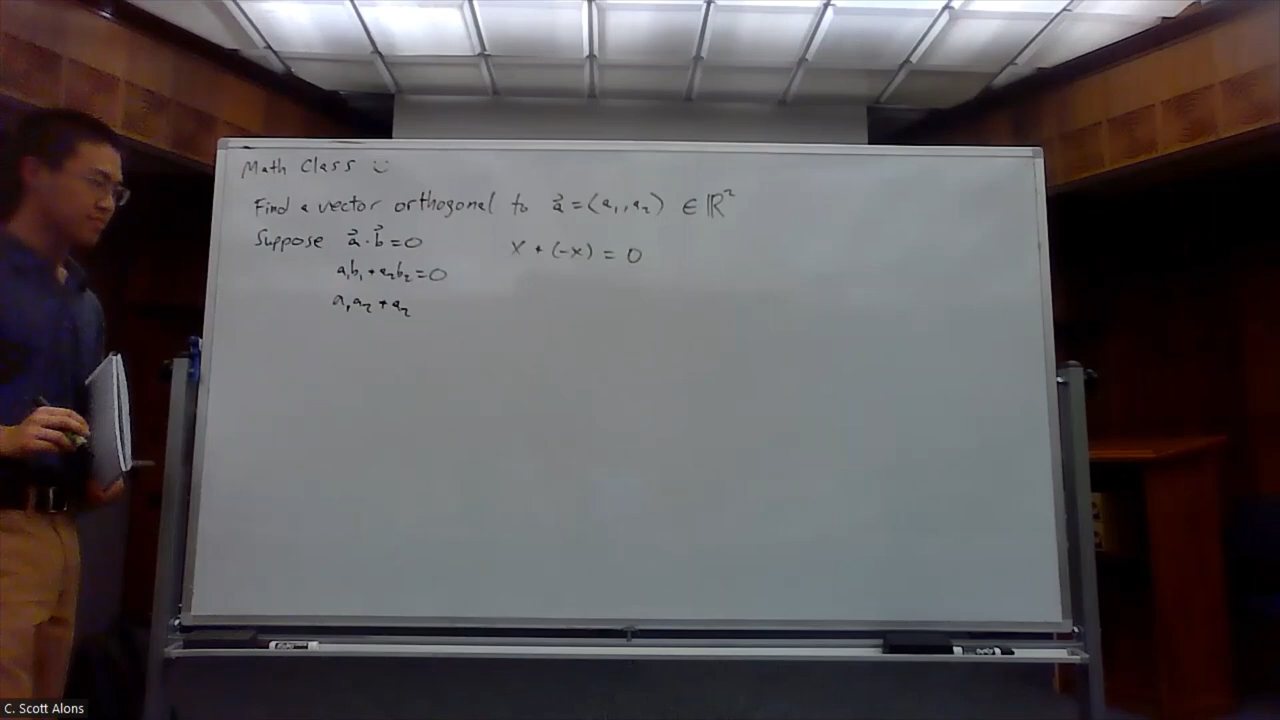 Math Class :)
Find a vector orthogonal to a⃗ = ⟨a₁, a₂⟩ ∈ ℝ²
Suppose a⃗ · b⃗ = 0
x + (-x) = 0
a₁b₁ + a₂b₂ = 0
a₁a₂ + a₂
C. Scott Alons